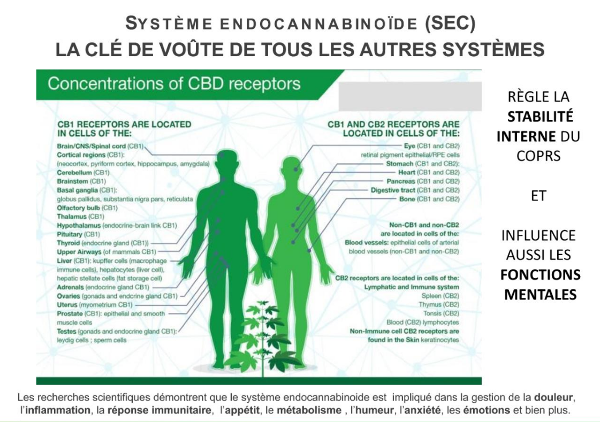 SYSTÈME ENDOCANNABINOÏDE (SEC)
LA CLÉ DE VOÛTE DE TOUS LES AUTRES SYSTÈMES
Concentrations of CBD receptors
CB1 RECEPTORS ARE LOCATED
IN CELLS OF THE:
Brain/CNS/Spinal cord (CB1)
Cortical regions (CB1):
(neocortex, pyriform cortex, hippocampus, amygdala)
Cerebellum (CB1)
Brainstem (CB1)
Basal ganglia (CB1):
globus pallidus, substantia nigra pars, reticulata
Olfactory bulb (CB1)
Thalamus (CB1)
Hypothalamus (endocrine-brain link CB1)
Pituitary (CB1)
Thyroid (endocrine gland (CB1))
Upper Airways (of mammals CB1)
Liver (CB1): kupffer cells (macrophage
immune cells), hepatocytes (liver cell),
hepatic stellate cells (fat storage cell)
Adrenals (endocrine gland CB1)
Ovaries (gonads and endocrine gland CB1)
Uterus (myometrium CB1)
Prostate (CB1): epithelial and smooth
muscle cells
Testes (gonads and endocrine gland CB1):
leydig cells ; sperm cells
CB1 AND CB2 RECEPTORS ARE
LOCATED IN CELLS OF THE:
Eye (CB1 and CB2)
retinal pigment epithelial/RPE cells
Stomach (CB1 and CB2):
Heart (CB1 and CB2)
Pancreas (CB1 and CB2)
Digestive tract (CB1 and CB2)
Bone (CB1 and CB2)
Non-CB1 and non-CB2
are located in cells of the:
Blood vessels: epithelial cells of arterial
blood vessels (non-CB1 and non-CB2)
CB2 receptors are located in cells of the:
Lymphatic and Immune system
Spleen (CB2)
Thymus (CB2)
Tonsis (CB2)
Blood (CB2) lymphocytes
Non-Immune cell CB2 receptors are
found in the Skin keratinocytes
RÈGLE LA
STABILITÉ
INTERNE DU
COPRS
ET
INFLUENCE
AUSSI LES
FONCTIONS
MENTALES
Les recherches scientifiques démontrent que le système endocannabinoide est impliqué dans la gestion de la douleur,
l'inflammation, la réponse immunitaire, l'appétit, le métabolisme , l'humeur, l'anxiété, les émotions et bien plus.